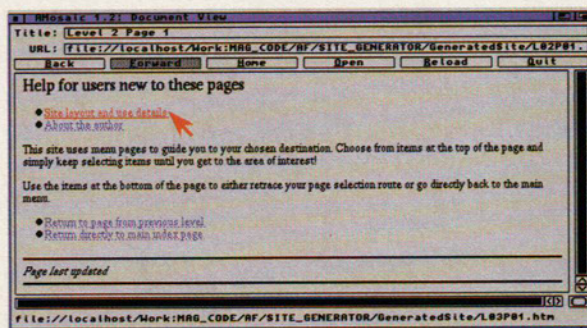 AMosaic 1.2: Document View
Title: Level 2 Page 1
URL: file://localhost/Work:MAG_CODE/AF/SITE_GENERATOR/GeneratedSite/L02P01.
Back Forward Home Open Reload Quit
Help for users new to these pages
●Site layout and use details
●About the author
This site uses menu pages to guide you to your chosen destination. Choose from items at the top of the page and
simply keep selecting items until you get to the area of interest!
Use the items at the bottom of the page to either retrace your page selection route or go directly back to the main
menu.
●Return to page from previous level
●Return directly to main index page
Page last updated
file://localhost/Work:MAG_CODE/AF/SITE_GENERATOR/GeneratedSite/L03P01.htm